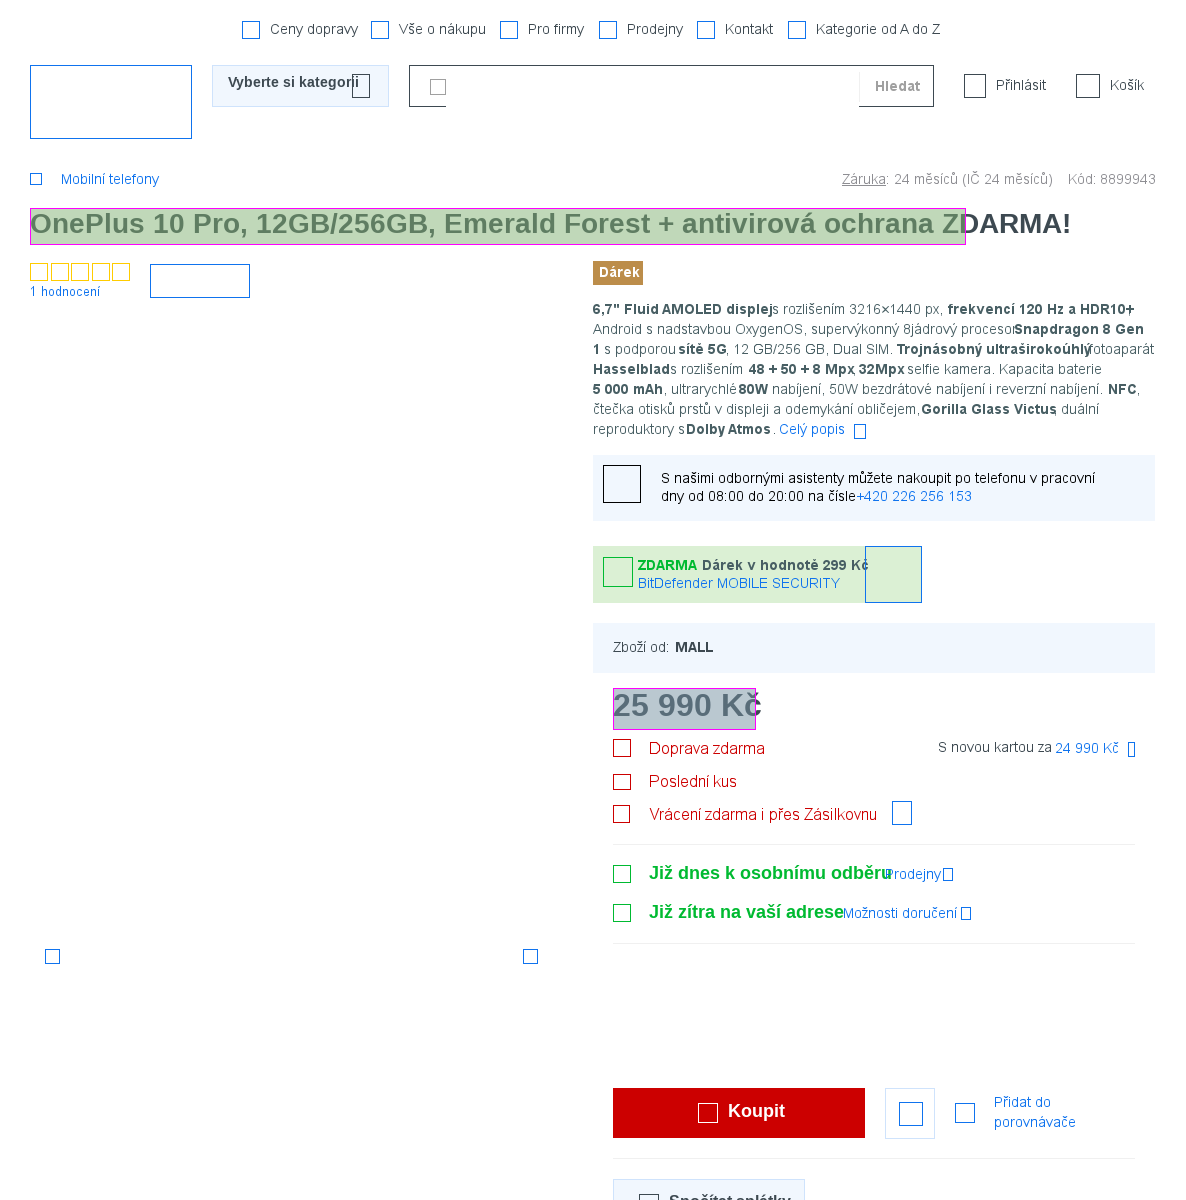 Ceny dopravy Vše o nákupu Pro firmy Prodejny Kontakt Kategorie od A do Z
Vyberte si kategorii Hledat Přihlásit Košík
Mobilní telefony Záruka: 24 měsíců (IČ 24 měsíců) Kód: 8899943
OnePlus 10 Pro, 12GB/256GB, Emerald Forest + antivirová ochrana ZDARMA!
1 hodnocení
Dárek
6,7" Fluid AMOLED displej s rozlišením 3216×1440 px, frekvencí 120 Hz a HDR10+
Android s nadstavbou OxygenOS, supervýkonný 8jádrový procesor Snapdragon 8 Gen
1 s podporou sítě 5G, 12 GB/256 GB, Dual SIM. Trojnásobný ultraširokoúhlý fotoaparát
Hasselblad s rozlišením 48 + 50 + 8 Mpx, 32Mpx selfie kamera. Kapacita baterie
5 000 mAh, ultrarychlé 80W nabíjení, 50W bezdrátové nabíjení i reverzní nabíjení. NFC,
čtečka otisků prstů v displeji a odemykání obličejem, Gorilla Glass Victus, duální
reproduktory s Dolby Atmos. Celý popis
S našimi odbornými asistenty můžete nakoupit po telefonu v pracovní
dny od 08:00 do 20:00 na čísle +420 226 256 153
ZDARMA Dárek v hodnotě 299 Kč
BitDefender MOBILE SECURITY
Zboží od: MALL
25 990 Kč
Doprava zdarma S novou kartou za 24 990 Kč
Poslední kus
Vrácení zdarma i přes Zásilkovnu
Již dnes k osobnímu odběru Prodejny
Již zítra na vaší adrese Možnosti doručení
Koupit Přidat do
porovnávače
Spočítat splátky